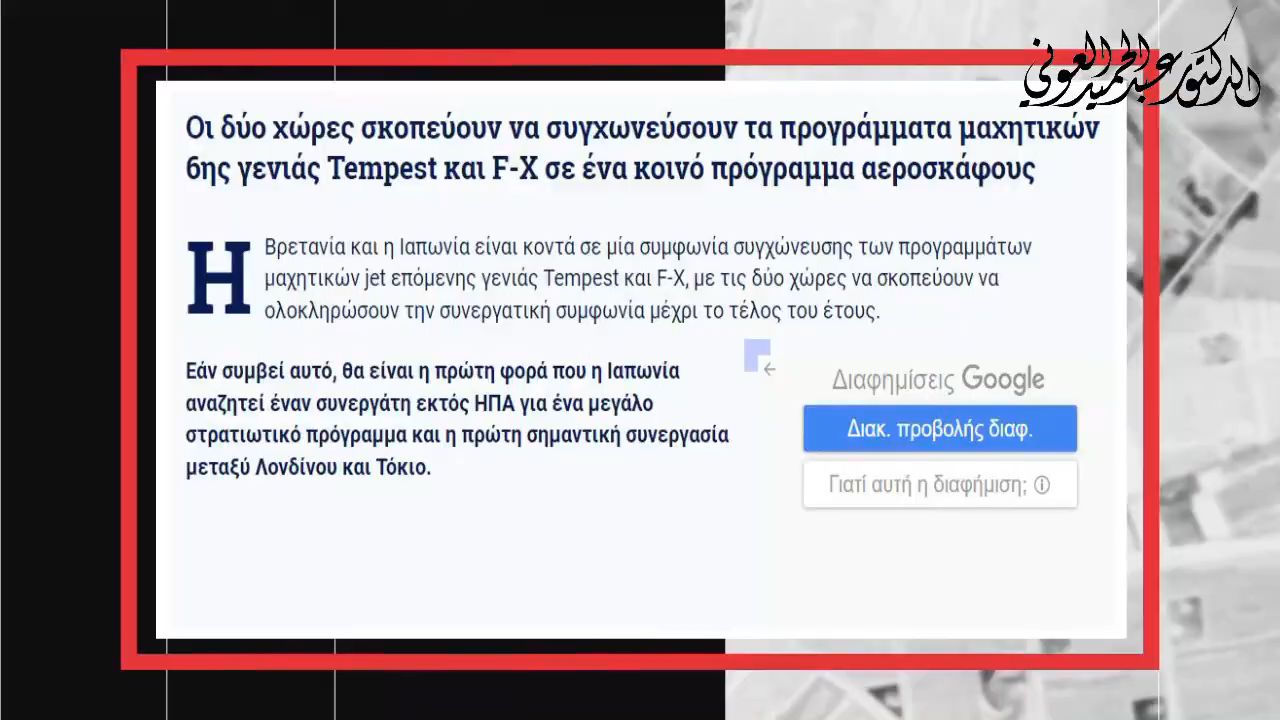 الدكتور عبد الحميد العوني
Οι δύο χώρες σκοπεύουν να συγχωνεύσουν τα προγράμματα μαχητικών
6ης γενιάς Tempest και F-X σε ένα κοινό πρόγραμμα αεροσκάφους
Η Βρετανία και η Ιαπωνία είναι κοντά σε μία συμφωνία συγχώνευσης των προγραμμάτων
μαχητικών jet επόμενης γενιάς Tempest και F-X, με τις δύο χώρες να σκοπεύουν να
ολοκληρώσουν την συνεργατική συμφωνία μέχρι το τέλος του έτους.
Εάν συμβεί αυτό, θα είναι η πρώτη φορά που η Ιαπωνία
αναζητεί έναν συνεργάτη εκτός ΗΠΑ για ένα μεγάλο
στρατιωτικό πρόγραμμα και η πρώτη σημαντική συνεργασία
μεταξύ Λονδίνου και Τόκιο.
Διαφημίσεις Google
Διακ. προβολής διαφ.
Γιατί αυτή η διαφήμιση;